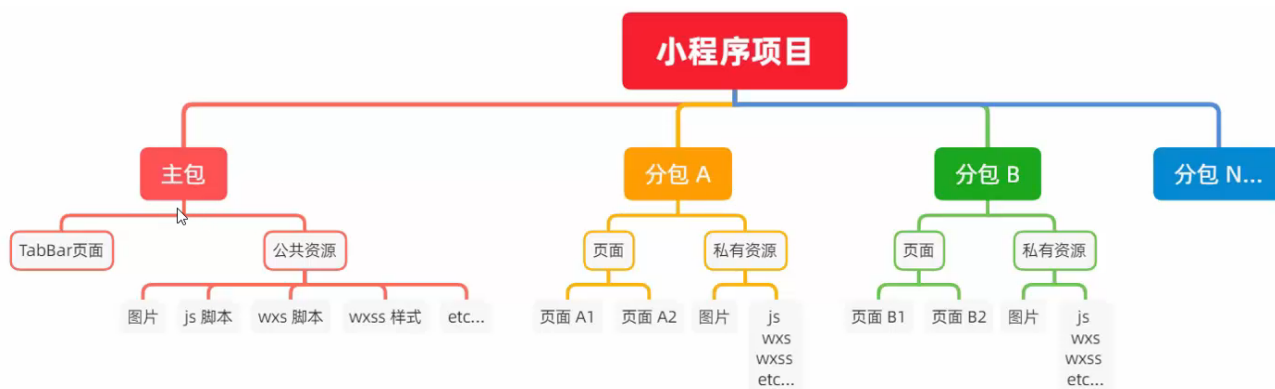 小程序项目
主包
分包 A
分包 B
分包 N...
TabBar页面
公共资源
页面
私有资源
页面
私有资源
图片
js 脚本
wxs 脚本
wxss 样式
etc...
页面 A1
页面 A2
图片
js
wxs
wxss
etc...
页面 B1
页面 B2
图片
js
wxs
wxss
etc...